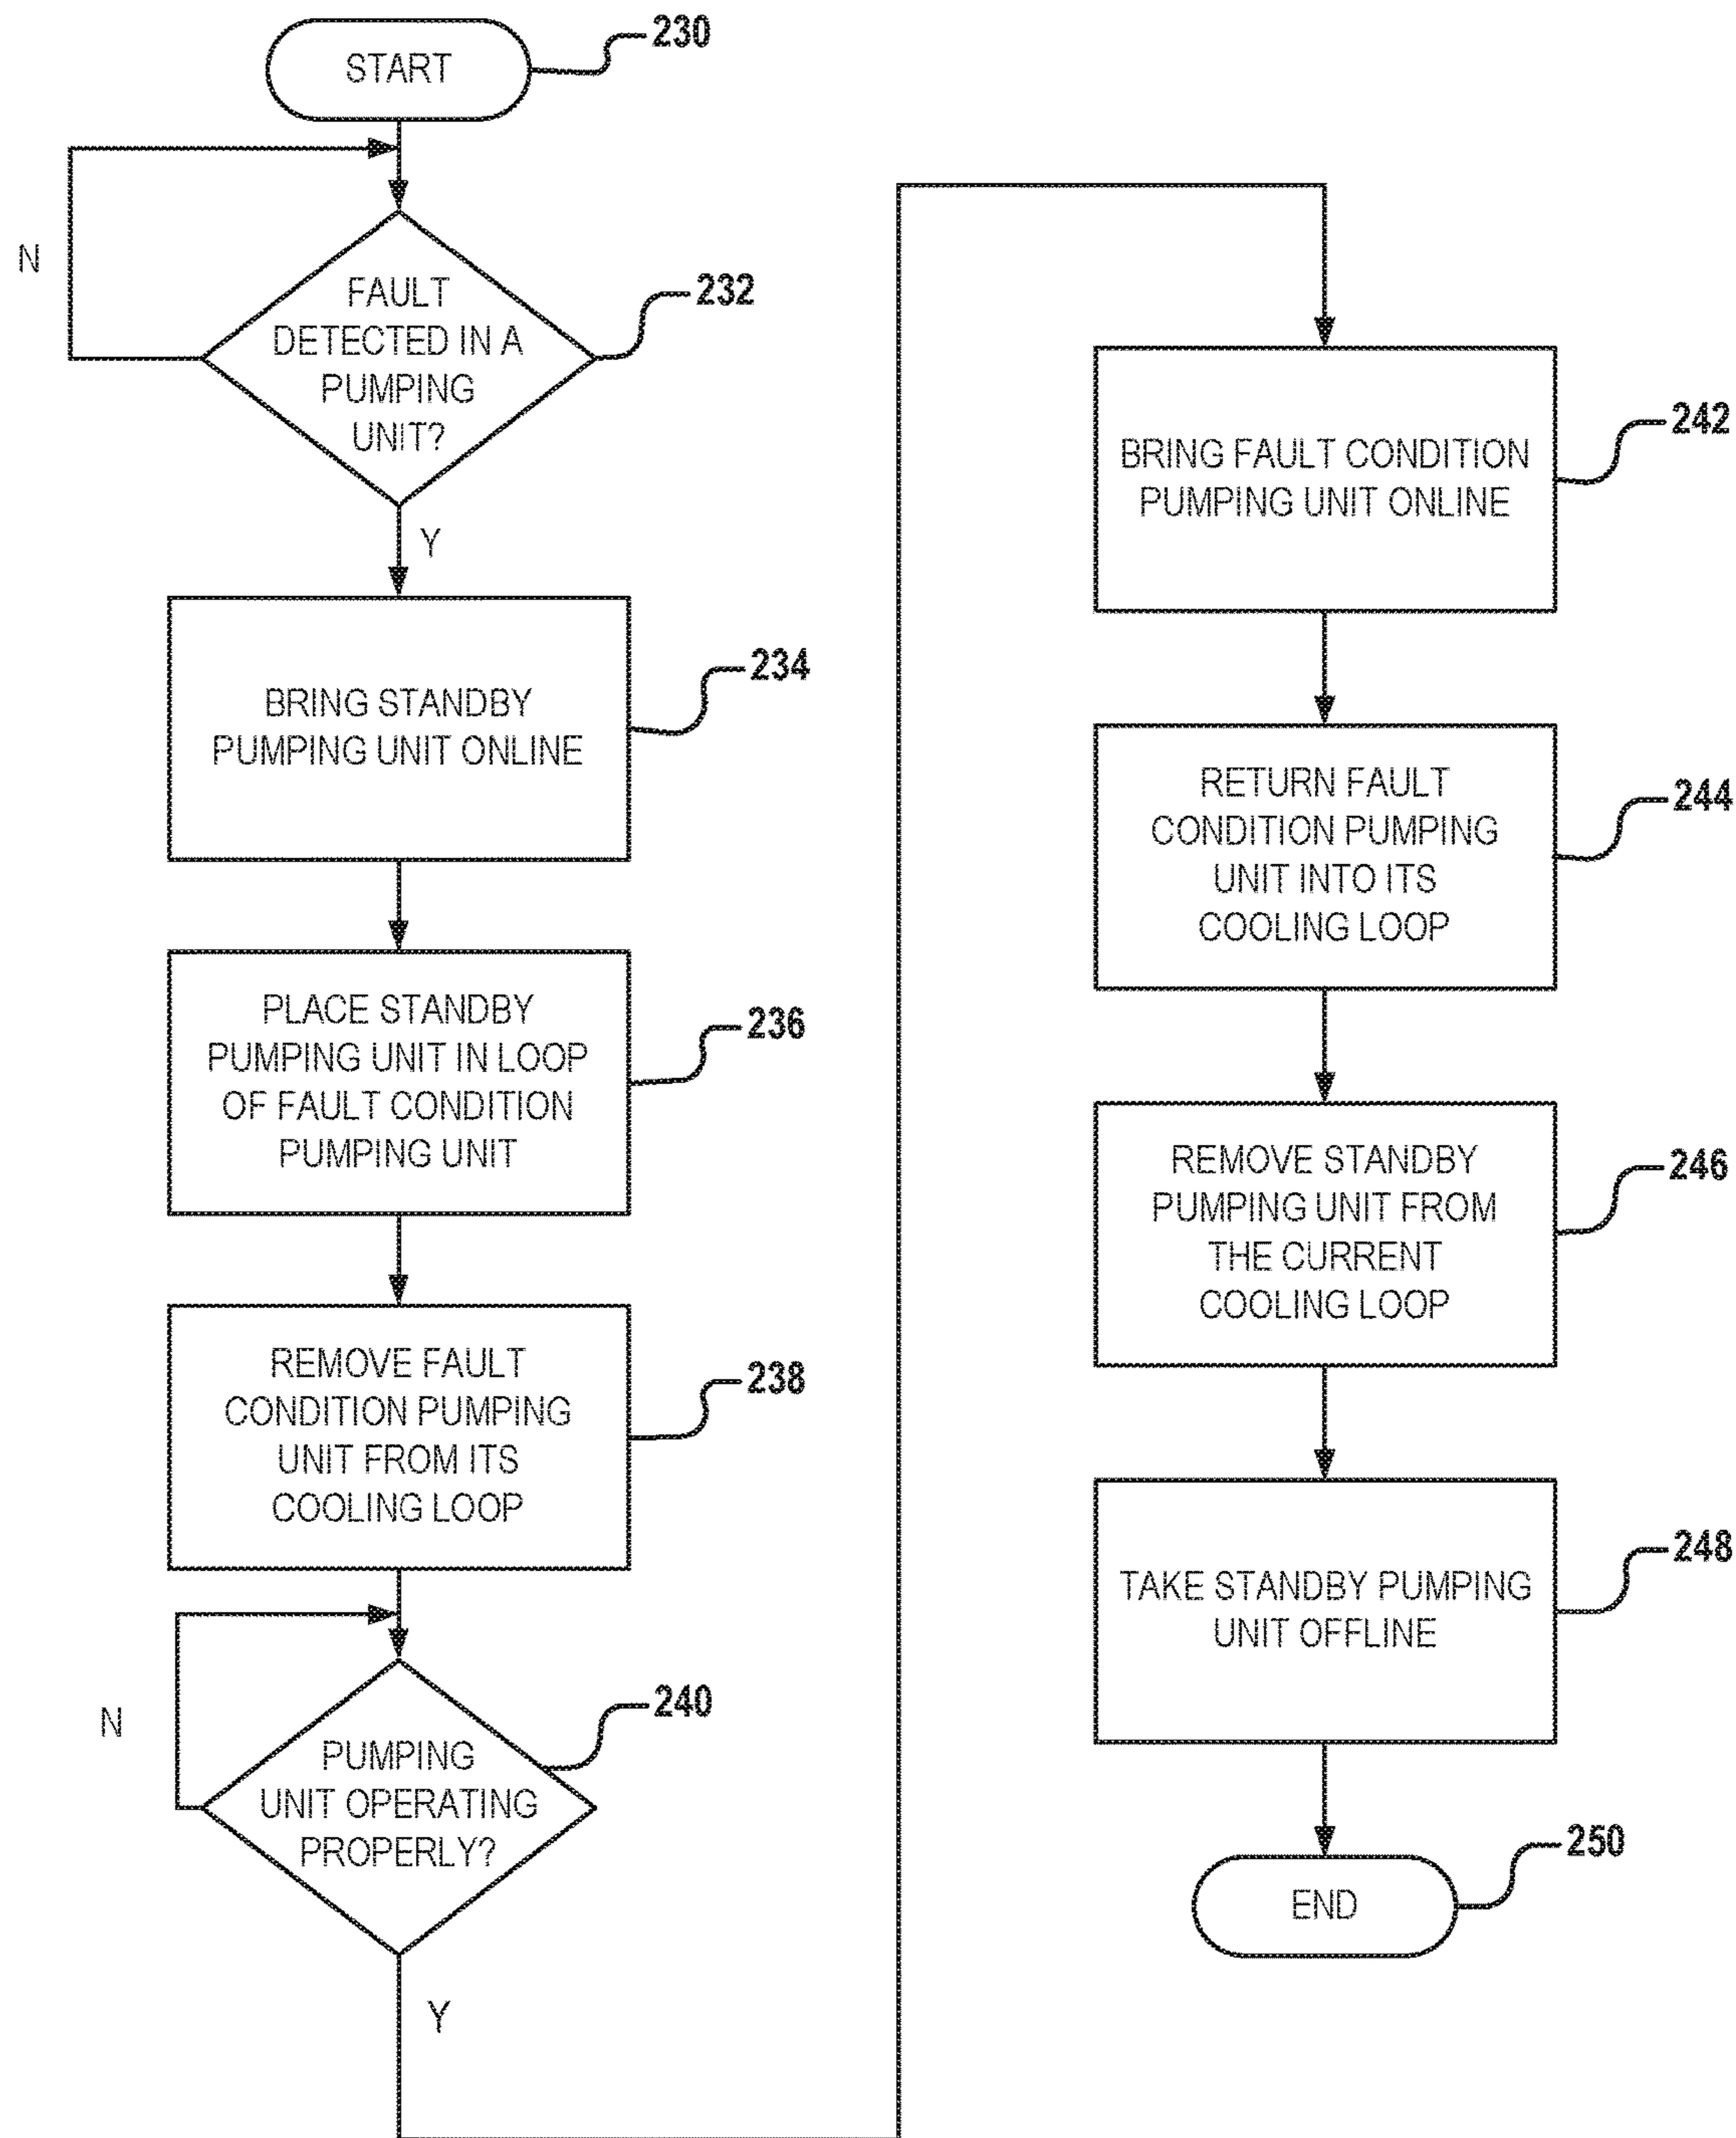 START
230
N
FAULT
DETECTED IN A
PUMPING
UNIT?
232
Y
BRING STANDBY
PUMPING UNIT ONLINE
234
PLACE STANDBY
PUMPING UNIT IN LOOP
OF FAULT CONDITION
PUMPING UNIT
236
REMOVE FAULT
CONDITION PUMPING
UNIT FROM ITS
COOLING LOOP
238
N
PUMPING
UNIT OPERATING
PROPERLY?
240
Y
BRING FAULT CONDITION
PUMPING UNIT ONLINE
242
RETURN FAULT
CONDITION PUMPING
UNIT INTO ITS
COOLING LOOP
244
REMOVE STANDBY
PUMPING UNIT FROM
THE CURRENT
COOLING LOOP
246
TAKE STANDBY PUMPING
UNIT OFFLINE
248
END
250